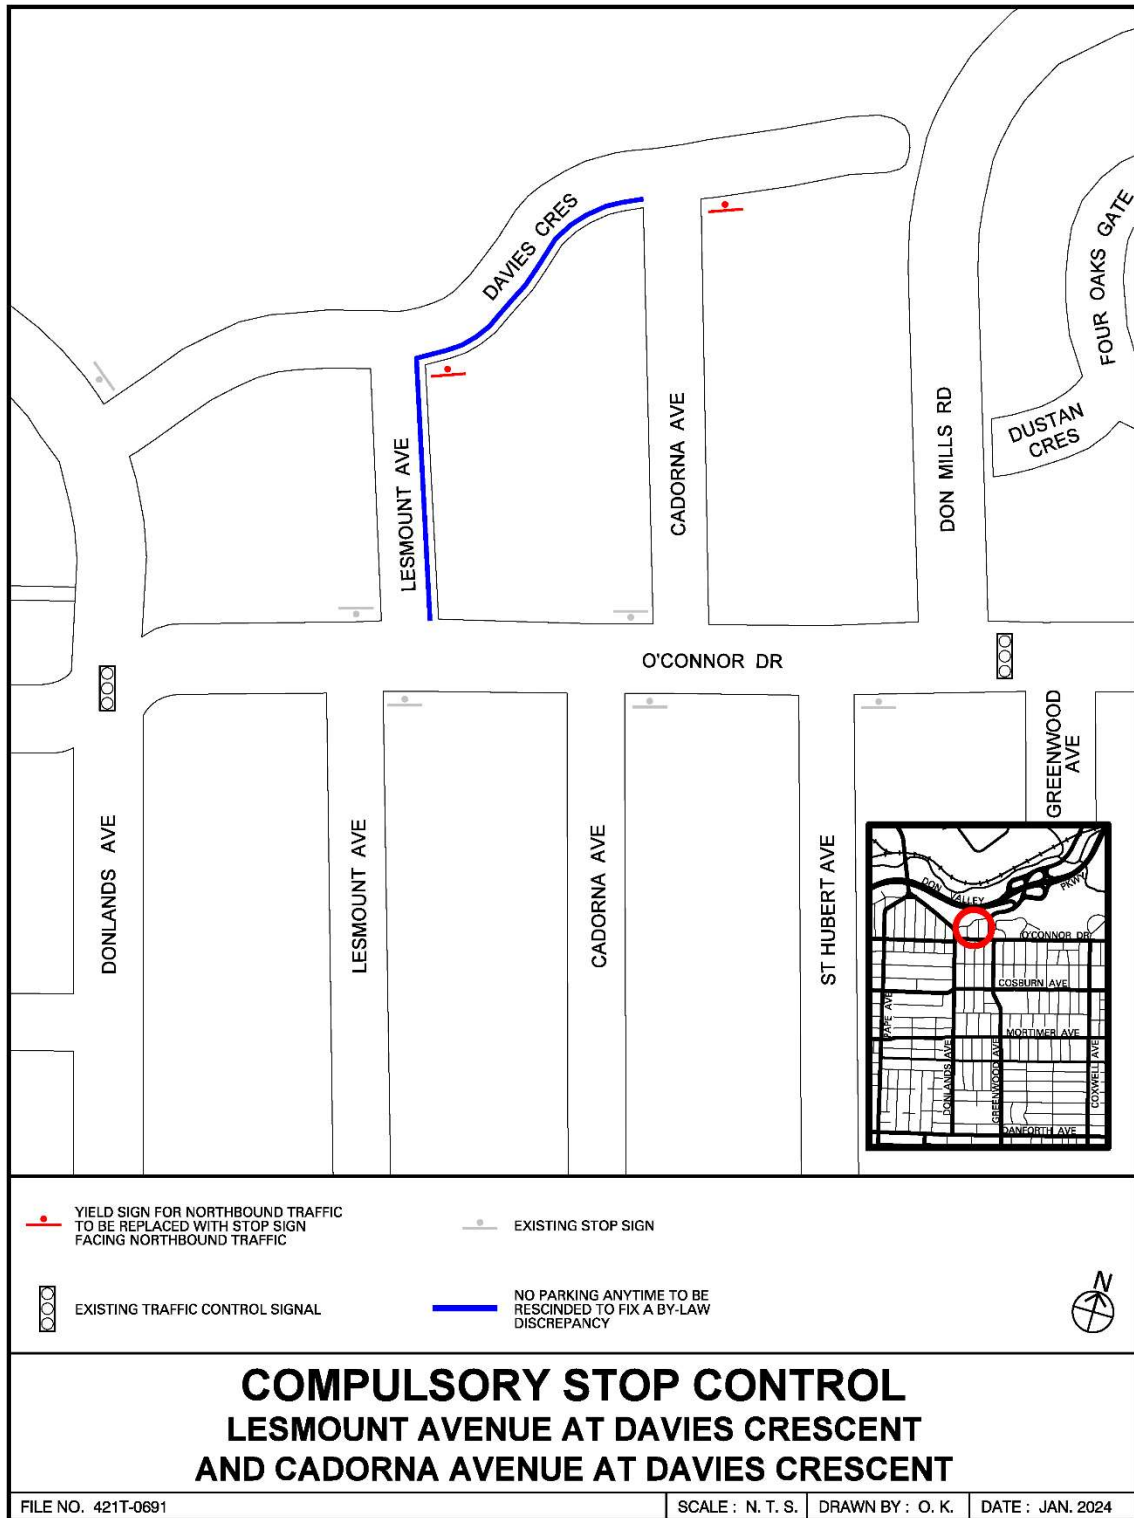 DAVIES CRES
FOUR OAKS GATE
DUSTAN
CRES
LESMOUNT AVE
CADORNA AVE
DON MILLS RD
O'CONNOR DR
GREENWOOD
AVE
DONLANDS AVE
LESMOUNT AVE
CADORNA AVE
ST HUBERT AVE
DON VALLEY
PKWY
O'CONNOR DR
COSBURN AVE
PAPE AVE
MORTIMER AVE
DONLANDS AVE
GREENWOOD AVE
COXWELL AVE
DANFORTH AVE
YIELD SIGN FOR NORTHBOUND TRAFFIC
TO BE REPLACED WITH STOP SIGN
FACING NORTHBOUND TRAFFIC
EXISTING STOP SIGN
EXISTING TRAFFIC CONTROL SIGNAL
NO PARKING ANYTIME TO BE
RESCINDED TO FIX A BY-LAW
DISCREPANCY
N
COMPULSORY STOP CONTROL
LESMOUNT AVENUE AT DAVIES CRESCENT
AND CADORNA AVENUE AT DAVIES CRESCENT
FILE NO. 421T-0691
SCALE : N. T. S.
DRAWN BY : O. K.
DATE : JAN. 2024